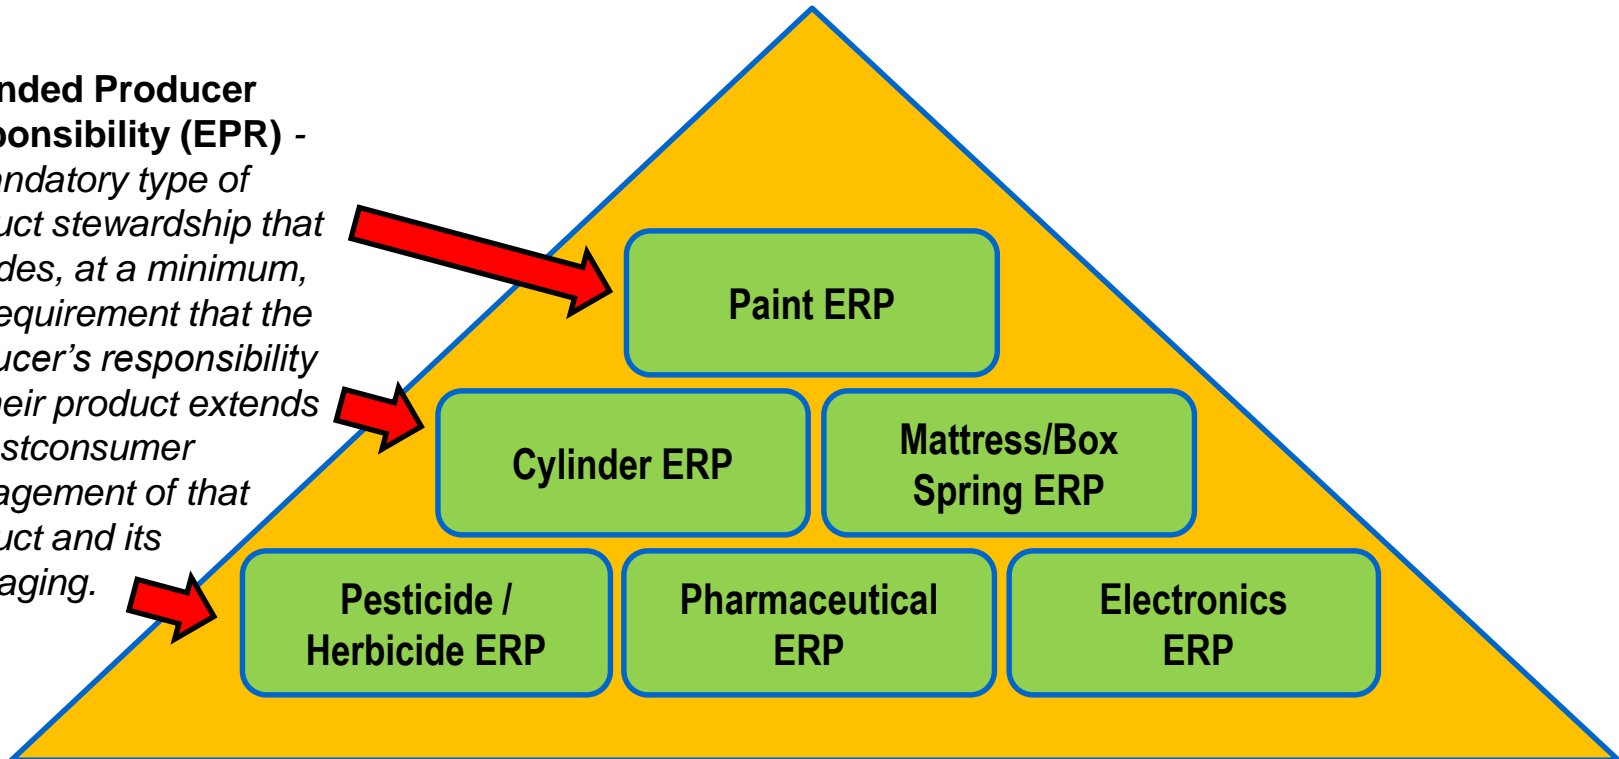 nded Producer
ponsibility (EPR) -
andatory type of
uct stewardship that
des, at a minimum,
equirement that the
ucer’s responsibility
heir product extends
stconsumer
agement of that
uct and its
aging.
Paint ERP
Cylinder ERP
Mattress/Box
Spring ERP
Pesticide /
Herbicide ERP
Pharmaceutical
ERP
Electronics
ERP